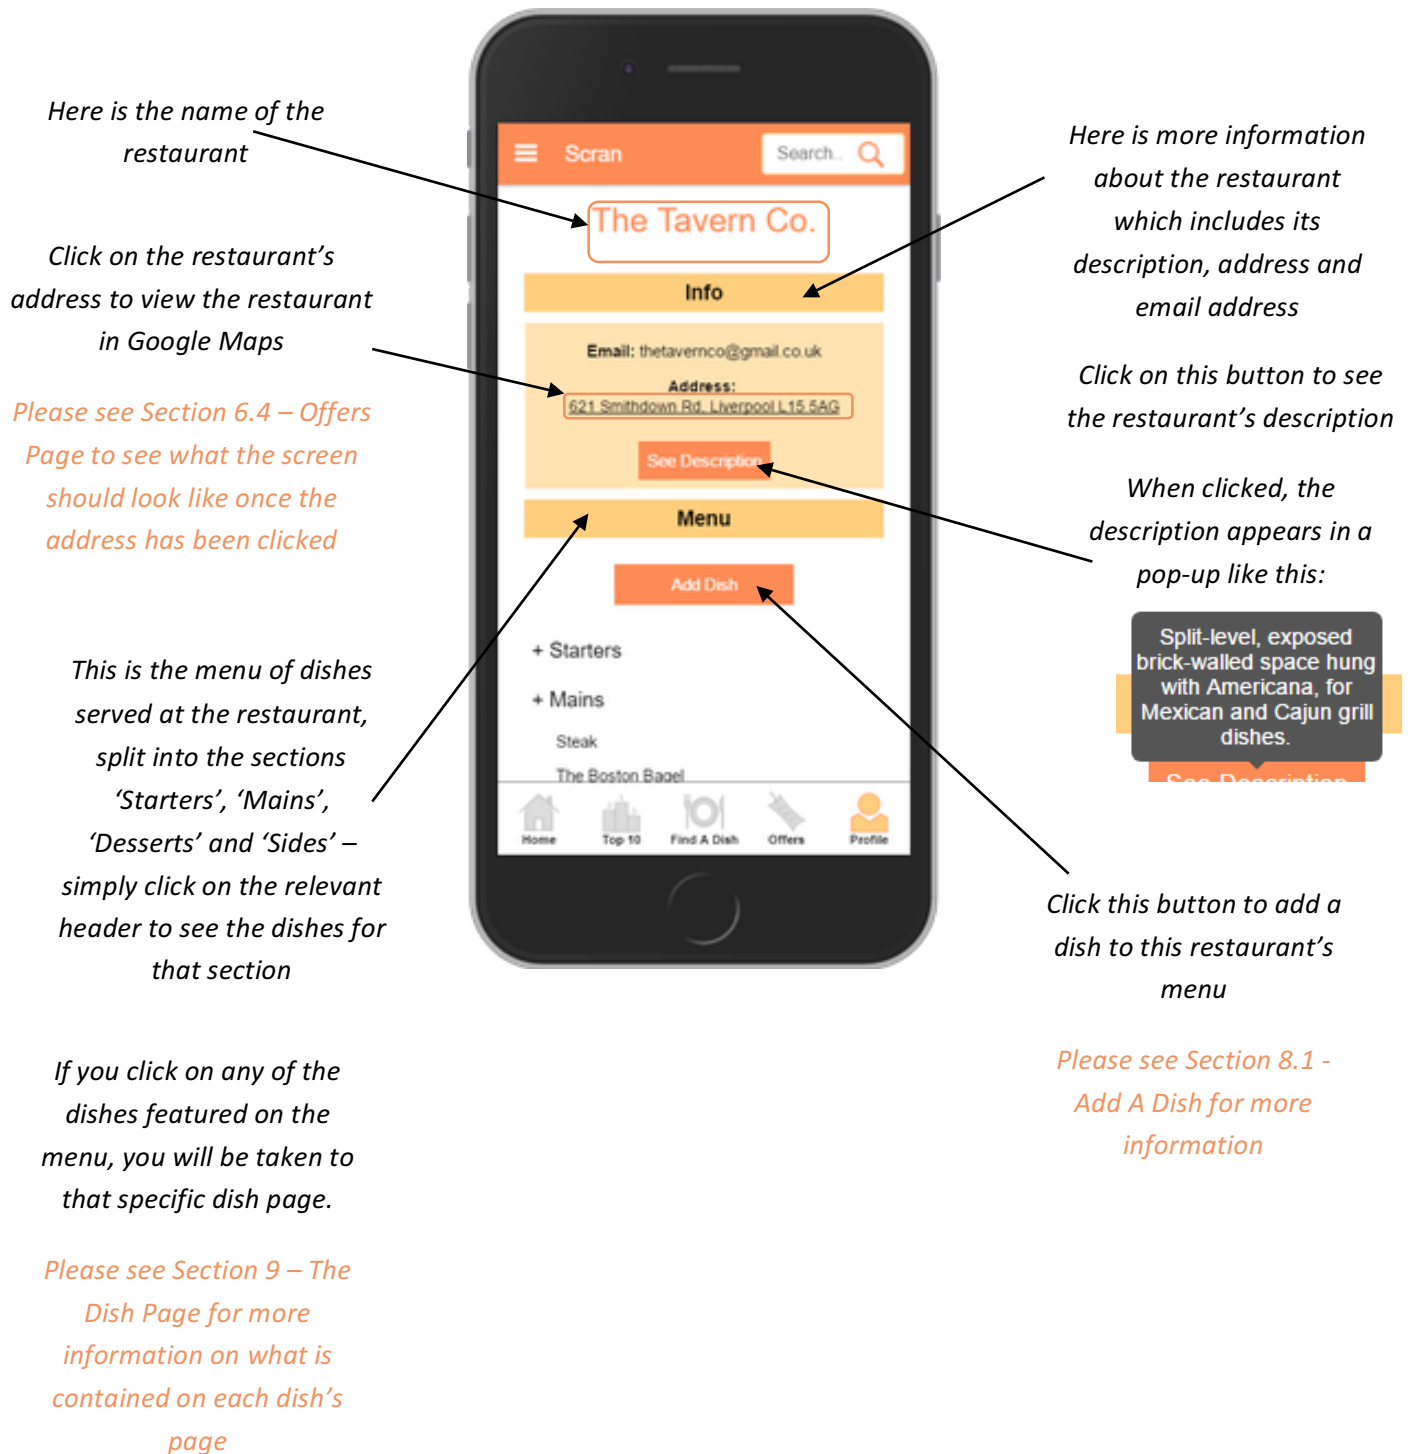 Here is the name of the
restaurant
Click on the restaurant’s
address to view the restaurant
in Google Maps
Please see Section 6.4 – Offers
Page to see what the screen
should look like once the
address has been clicked
This is the menu of dishes
served at the restaurant,
split into the sections
‘Starters’, ‘Mains’,
‘Desserts’ and ‘Sides’ –
simply click on the relevant
header to see the dishes for
that section
If you click on any of the
dishes featured on the
menu, you will be taken to
that specific dish page.
Please see Section 9 – The
Dish Page for more
information on what is
contained on each dish’s
page
Scran
Search..
The Tavern Co.
Info
Email: thetavernco@gmail.co.uk
Address:
621 Smithdown Rd, Liverpool L15 5AG
See Description
Menu
Add Dish
+ Starters
+ Mains
Steak
The Boston Bagel
Home
Top 10
Find A Dish
Offers
Profile
Here is more information
about the restaurant
which includes its
description, address and
email address
Click on this button to see
the restaurant’s description
When clicked, the
description appears in a
pop-up like this:
Split-level, exposed
brick-walled space hung
with Americana, for
Mexican and Cajun grill
dishes.
See Description
Click this button to add a
dish to this restaurant’s
menu
Please see Section 8.1 -
Add A Dish for more
information